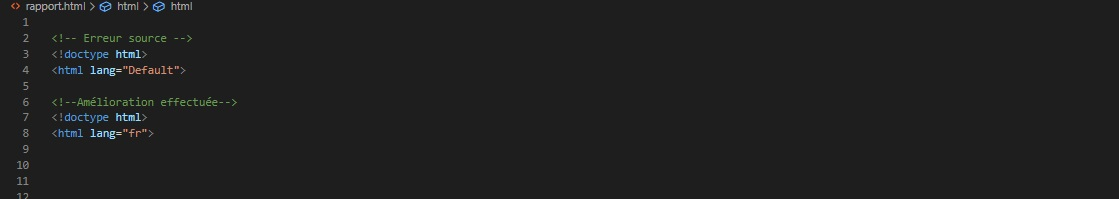 rapport.html > html > html
1
2 <!-- Erreur source -->
3 <!doctype html>
4 <html lang="Default">
5
6 <!--Amélioration effectuée-->
7 <!doctype html>
8 <html lang="fr">
9
10
11
12